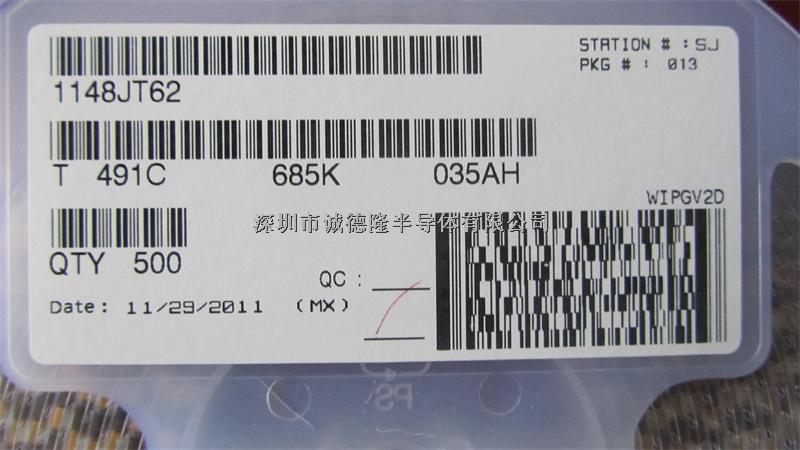 STATION # : SJ
PKG # : 013
1148JT62
T 491C 685K 035AH
WIPGV2D
深圳市诚德隆半导体有限公司
QTY 500
QC :
Date: 11/29/2011 (MX)
PS